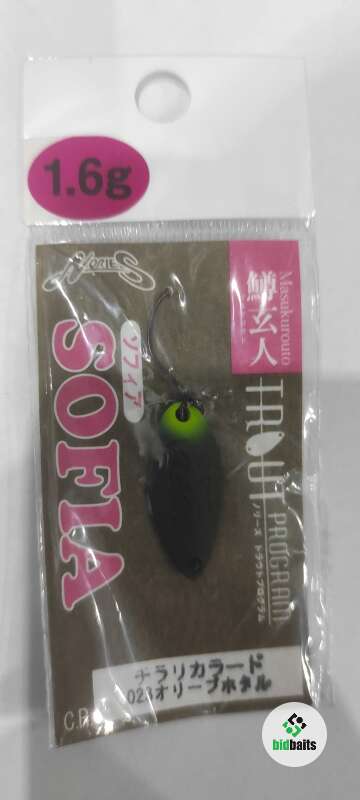 1.6g
鱒玄人
Masukurouto
TROUT PROGRAM
ノリーズ トラウトプログラム
SOFIA
ソフィア
チラリカラード
023オリーブホタル
bidbaits